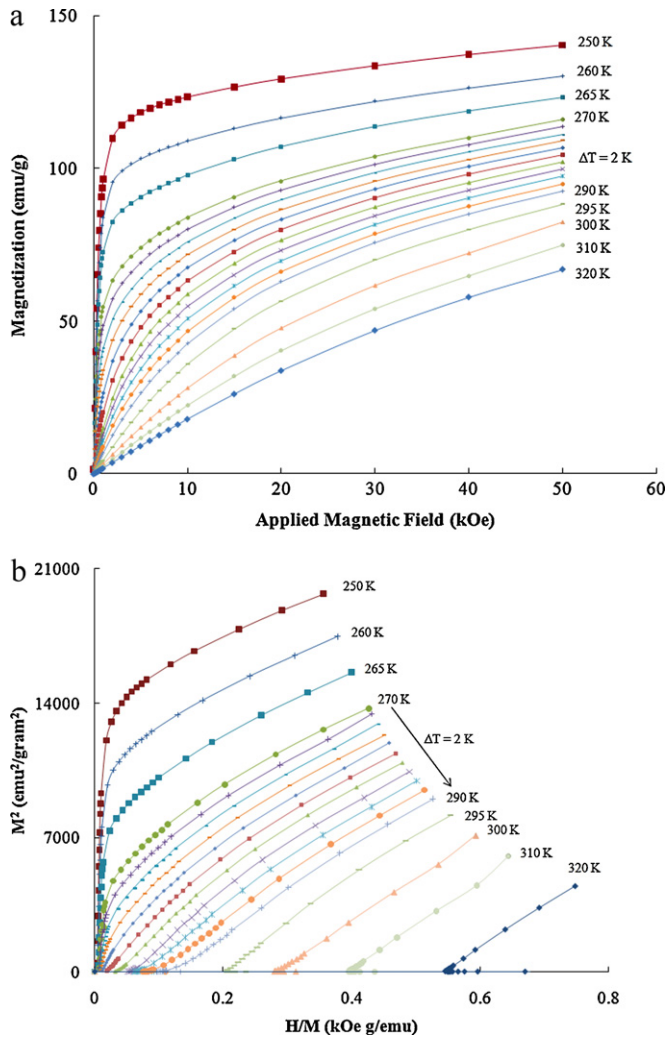 a
150
100
50
0
Magnetization (emu/g)
250 K
260 K
265 K
270 K
ΔT = 2 K
290 K
295 K
300 K
310 K
320 K
0 10 20 30 40 50 60
Applied Magnetic Field (kOe)
b
21000
14000
7000
0
M² (emu²/gram²)
250 K
260 K
265 K
270 K
ΔT = 2 K
290 K
295 K
300 K
310 K
320 K
0 0.2 0.4 0.6 0.8
H/M (kOe g/emu)